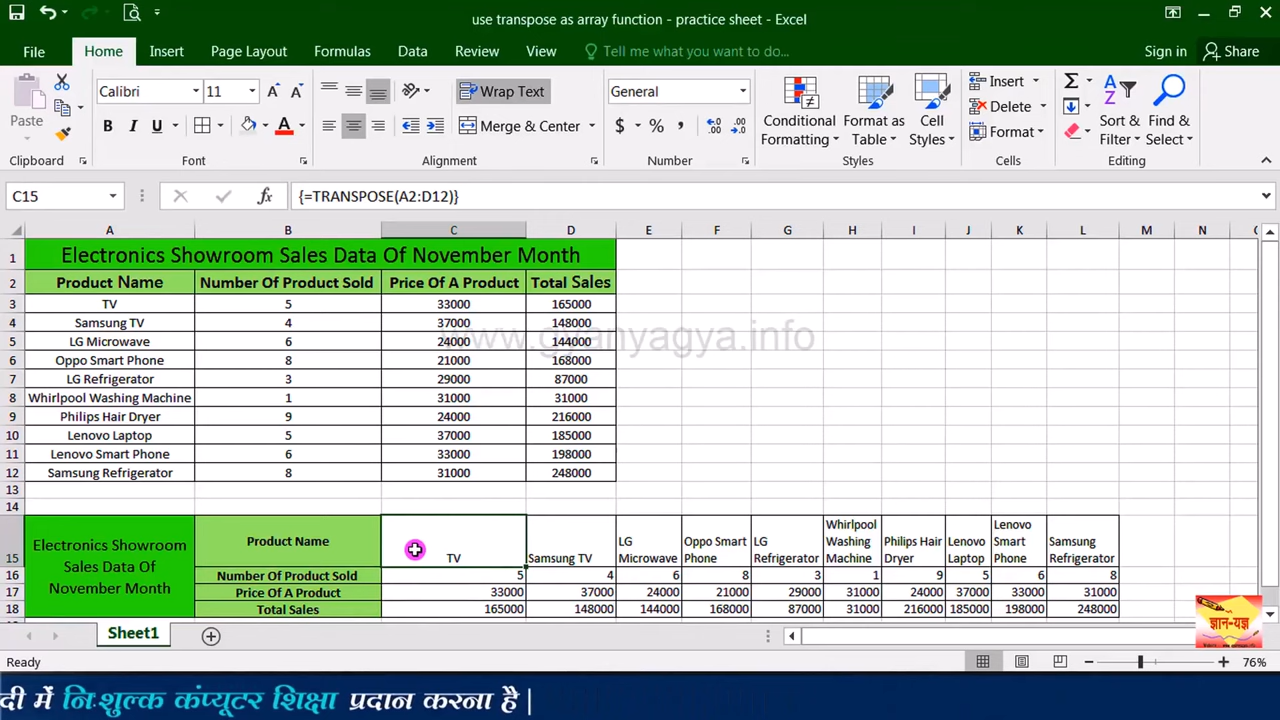 use transpose as array function - practice sheet - Excel
File Home Insert Page Layout Formulas Data Review View Tell me what you want to do... Sign in Share
Paste
Clipboard
Calibri 11
B I U A
Font
Wrap Text
Merge & Center
Alignment
General
$ % ,
Number
Conditional Formatting
Format as Table
Cell Styles
Styles
Insert
Delete
Format
Cells
Sort & Filter
Find & Select
Editing
C15 fx {=TRANSPOSE(A2:D12)}
A B C D E F G H I J K L M N
1 Electronics Showroom Sales Data Of November Month
2 Product Name Number Of Product Sold Price Of A Product Total Sales
3 TV 5 33000 165000
4 Samsung TV 4 37000 148000
www.gyanyagya.info
5 LG Microwave 6 24000 144000
6 Oppo Smart Phone 8 21000 168000
7 LG Refrigerator 3 29000 87000
8 Whirlpool Washing Machine 1 31000 31000
9 Philips Hair Dryer 9 24000 216000
10 Lenovo Laptop 5 37000 185000
11 Lenovo Smart Phone 6 33000 198000
12 Samsung Refrigerator 8 31000 248000
13
14
15 Electronics Showroom Sales Data Of November Month Product Name TV Samsung TV LG Microwave Oppo Smart Phone LG Refrigerator Whirlpool Washing Machine Philips Hair Dryer Lenovo Laptop Lenovo Smart Phone Samsung Refrigerator
16 Number Of Product Sold 5 4 6 8 3 1 9 5 6 8
17 Price Of A Product 33000 37000 24000 21000 29000 31000 24000 37000 33000 31000
18 Total Sales 165000 148000 144000 168000 87000 31000 216000 185000 198000 248000
ज्ञान-यज्ञ
Sheet1
Ready 76%
दी में निःशुल्क कंप्यूटर शिक्षा प्रदान करना है |